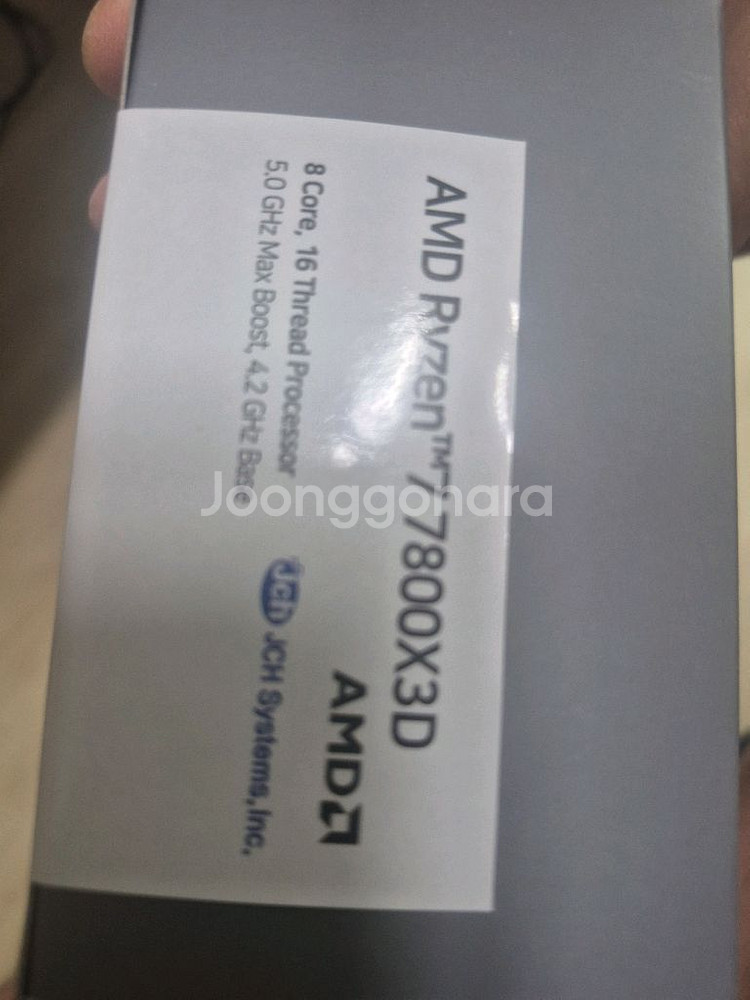 AMD Ryzen™ 7 7800X3D
8 Core, 16 Thread Processor
5.0 GHz Max Boost, 4.2 GHz Base
AMD
JCH JCH Systems, Inc.
Joonggonara